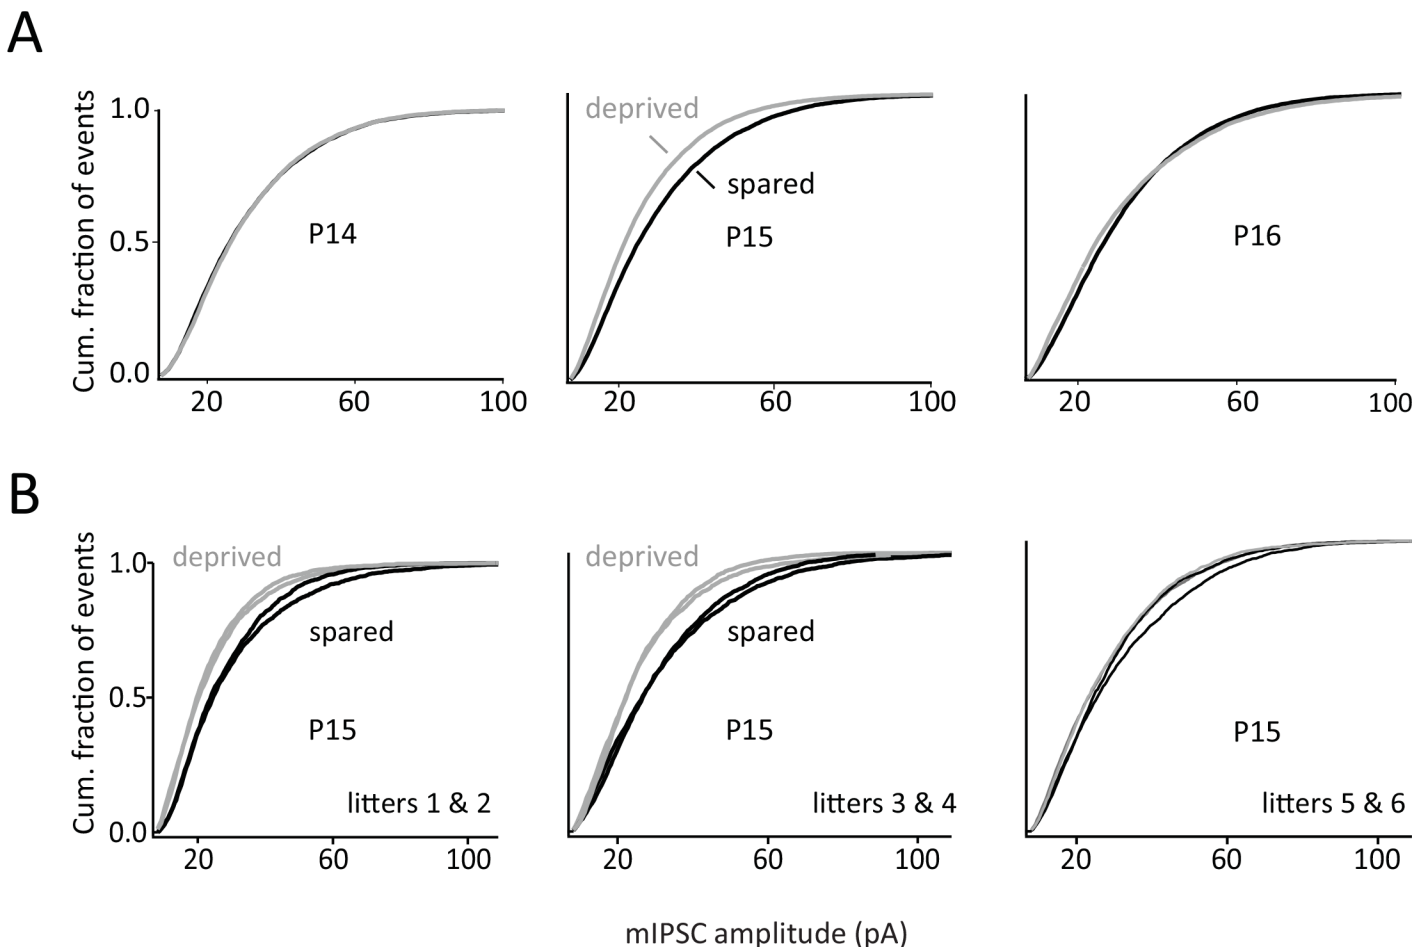 A
Cum. fraction of events
1.0
0.5
0.0
20 60 100
P14
deprived
spared
P15
20 60 100
P16
20 60 100
B
Cum. fraction of events
1.0
0.5
0.0
deprived
spared
P15
litters 1 & 2
20 60 100
deprived
spared
P15
litters 3 & 4
20 60 100
P15
litters 5 & 6
20 60 100
mIPSC amplitude (pA)